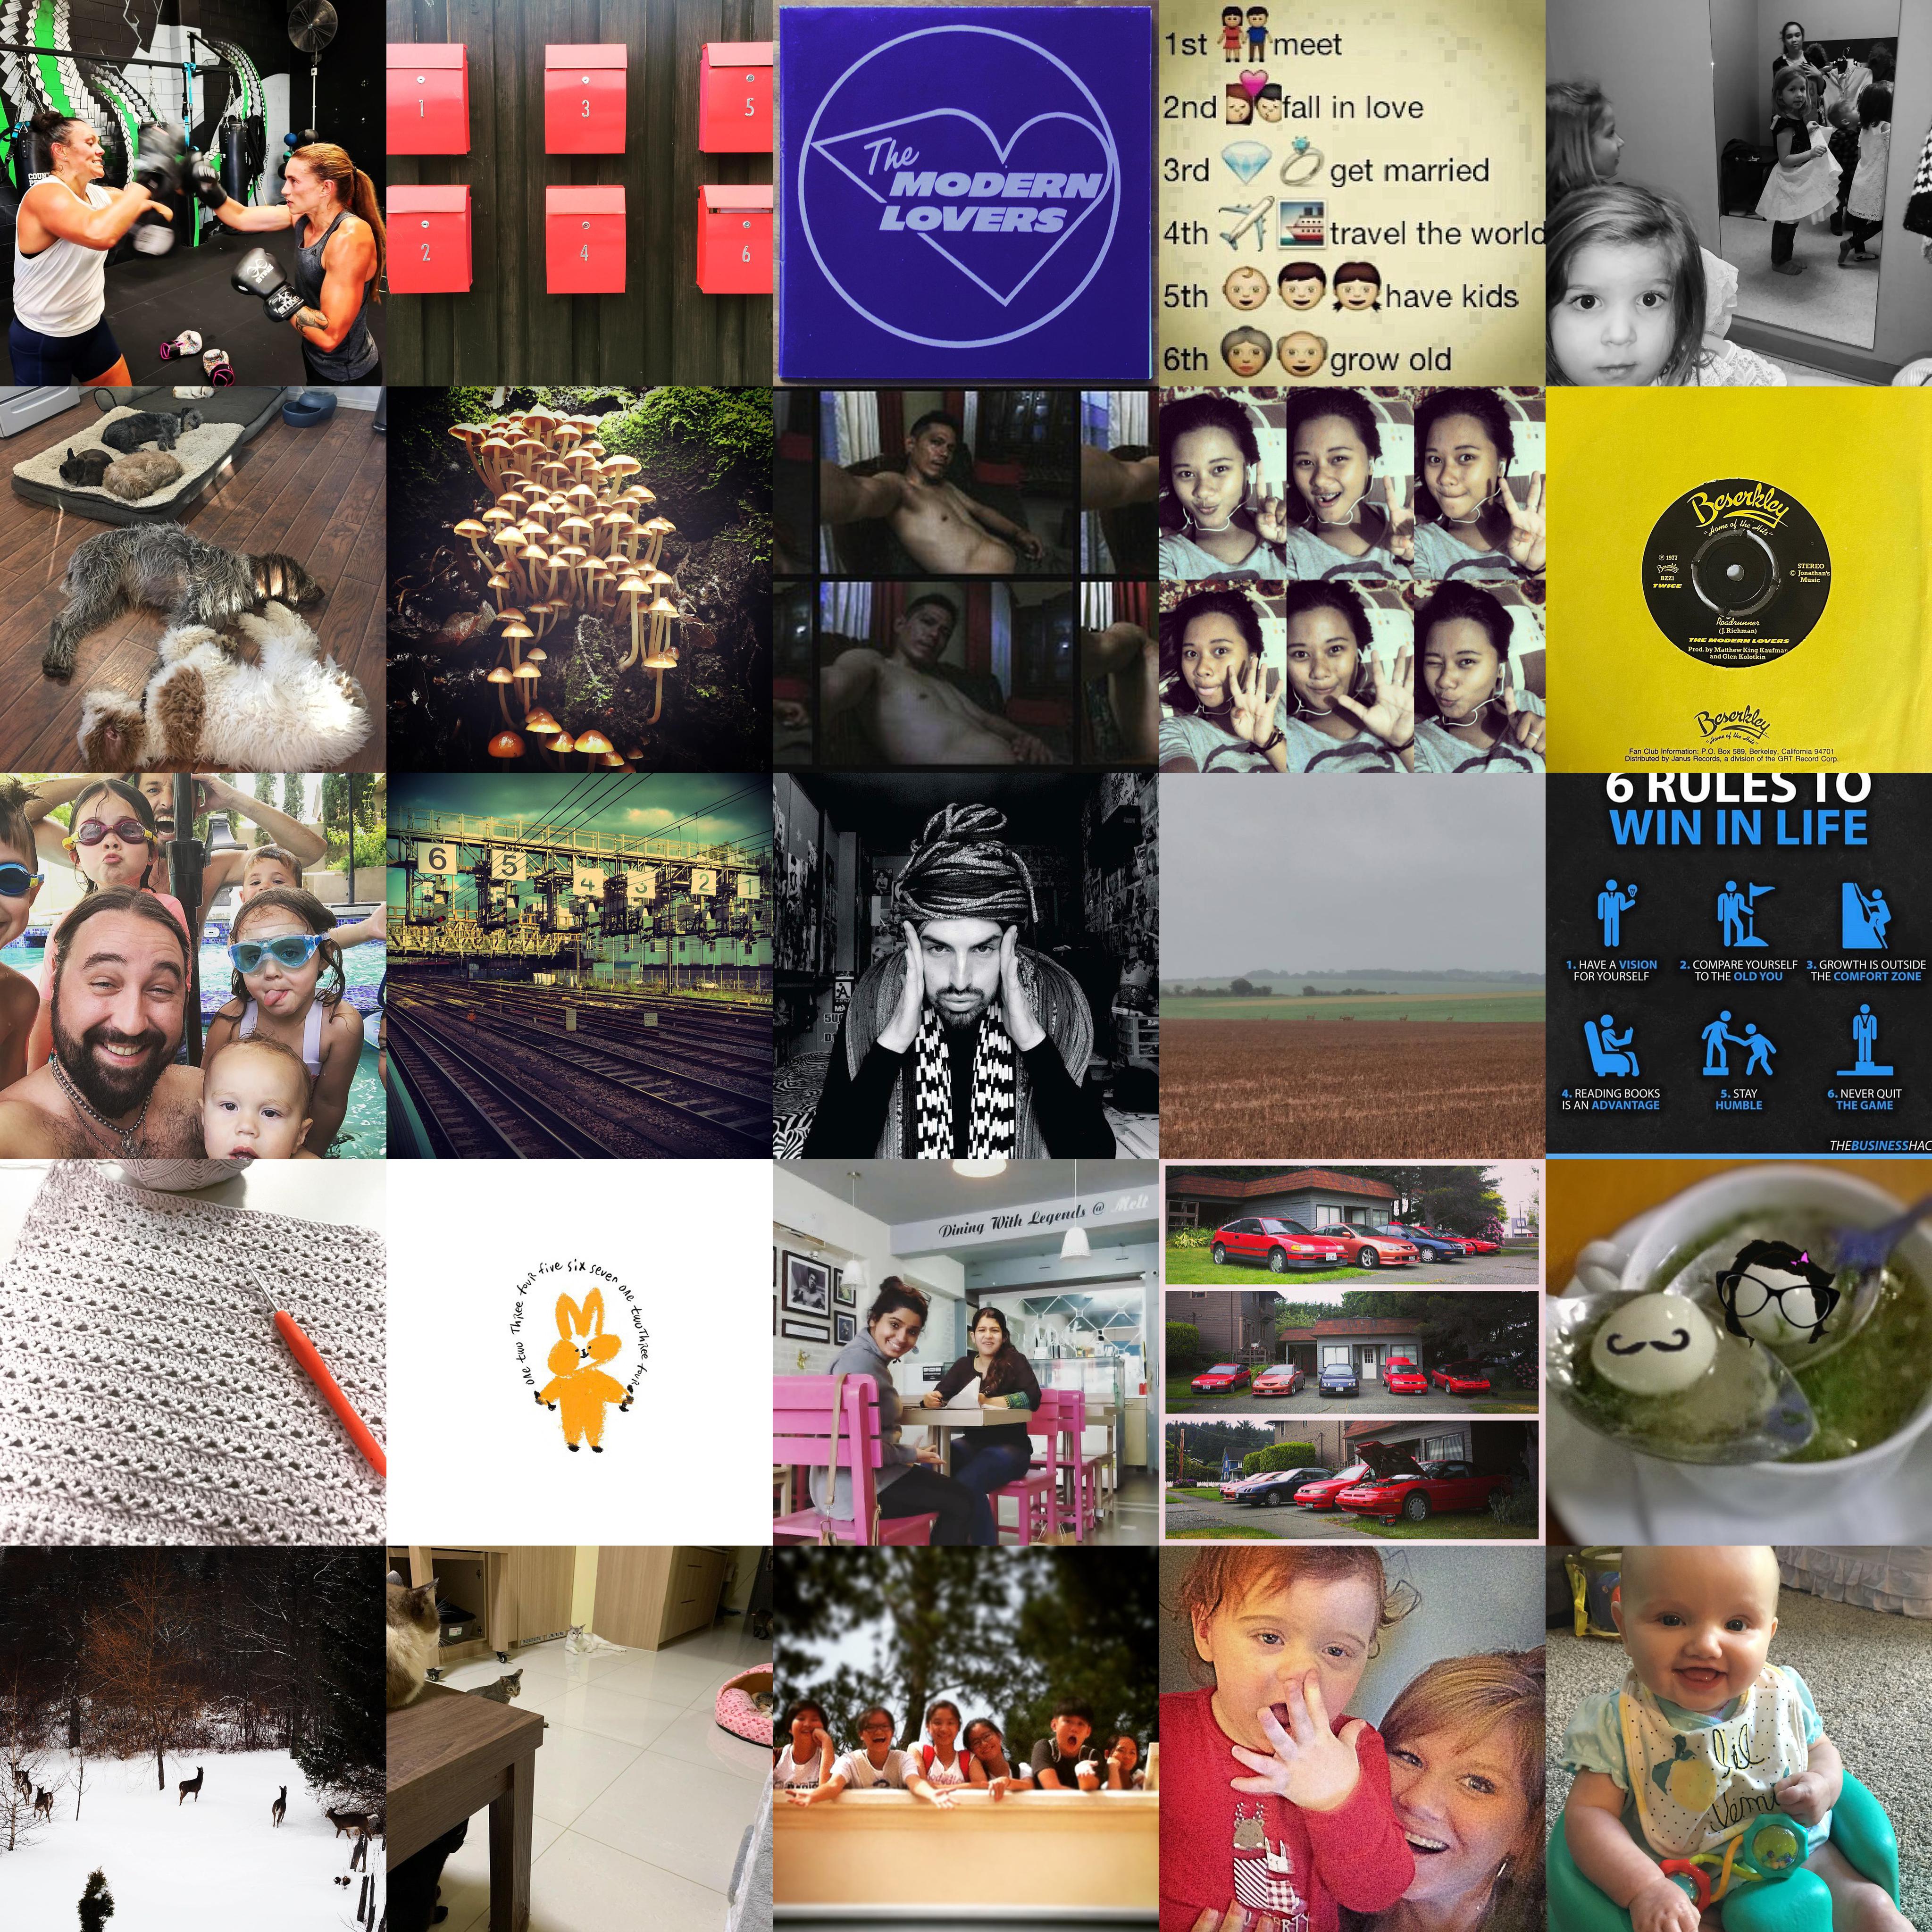 1
3
5
2
4
6
The
MODERN
LOVERS
1st meet
2nd fall in love
3rd get married
4th travel the world
5th have kids
6th grow old
Beserkley
"Home of the Hits"
℗ 1977
Beserkley
BZZ1
TWICE
STEREO
© Jonathan's
Music
Roadrunner
(J. Richman)
THE MODERN LOVERS
Prod. by Matthew King Kaufman
and Glen Kolotkin
Beserkley
"Home of the Hits"
Fan Club Information: P.O. Box 589, Berkeley, California 94701
Distributed by Janus Records, a division of the GRT Record Corp.
6 5 4 3 2 1
6 RULES TO
WIN IN LIFE
1. HAVE A VISION
FOR YOURSELF
2. COMPARE YOURSELF
TO THE OLD YOU
3. GROWTH IS OUTSIDE
THE COMFORT ZONE
4. READING BOOKS
IS AN ADVANTAGE
5. STAY
HUMBLE
6. NEVER QUIT
THE GAME
THEBUSINESSHAC
one two Three four five six seven one two Three four
Dining With Legends @ Melt
lil